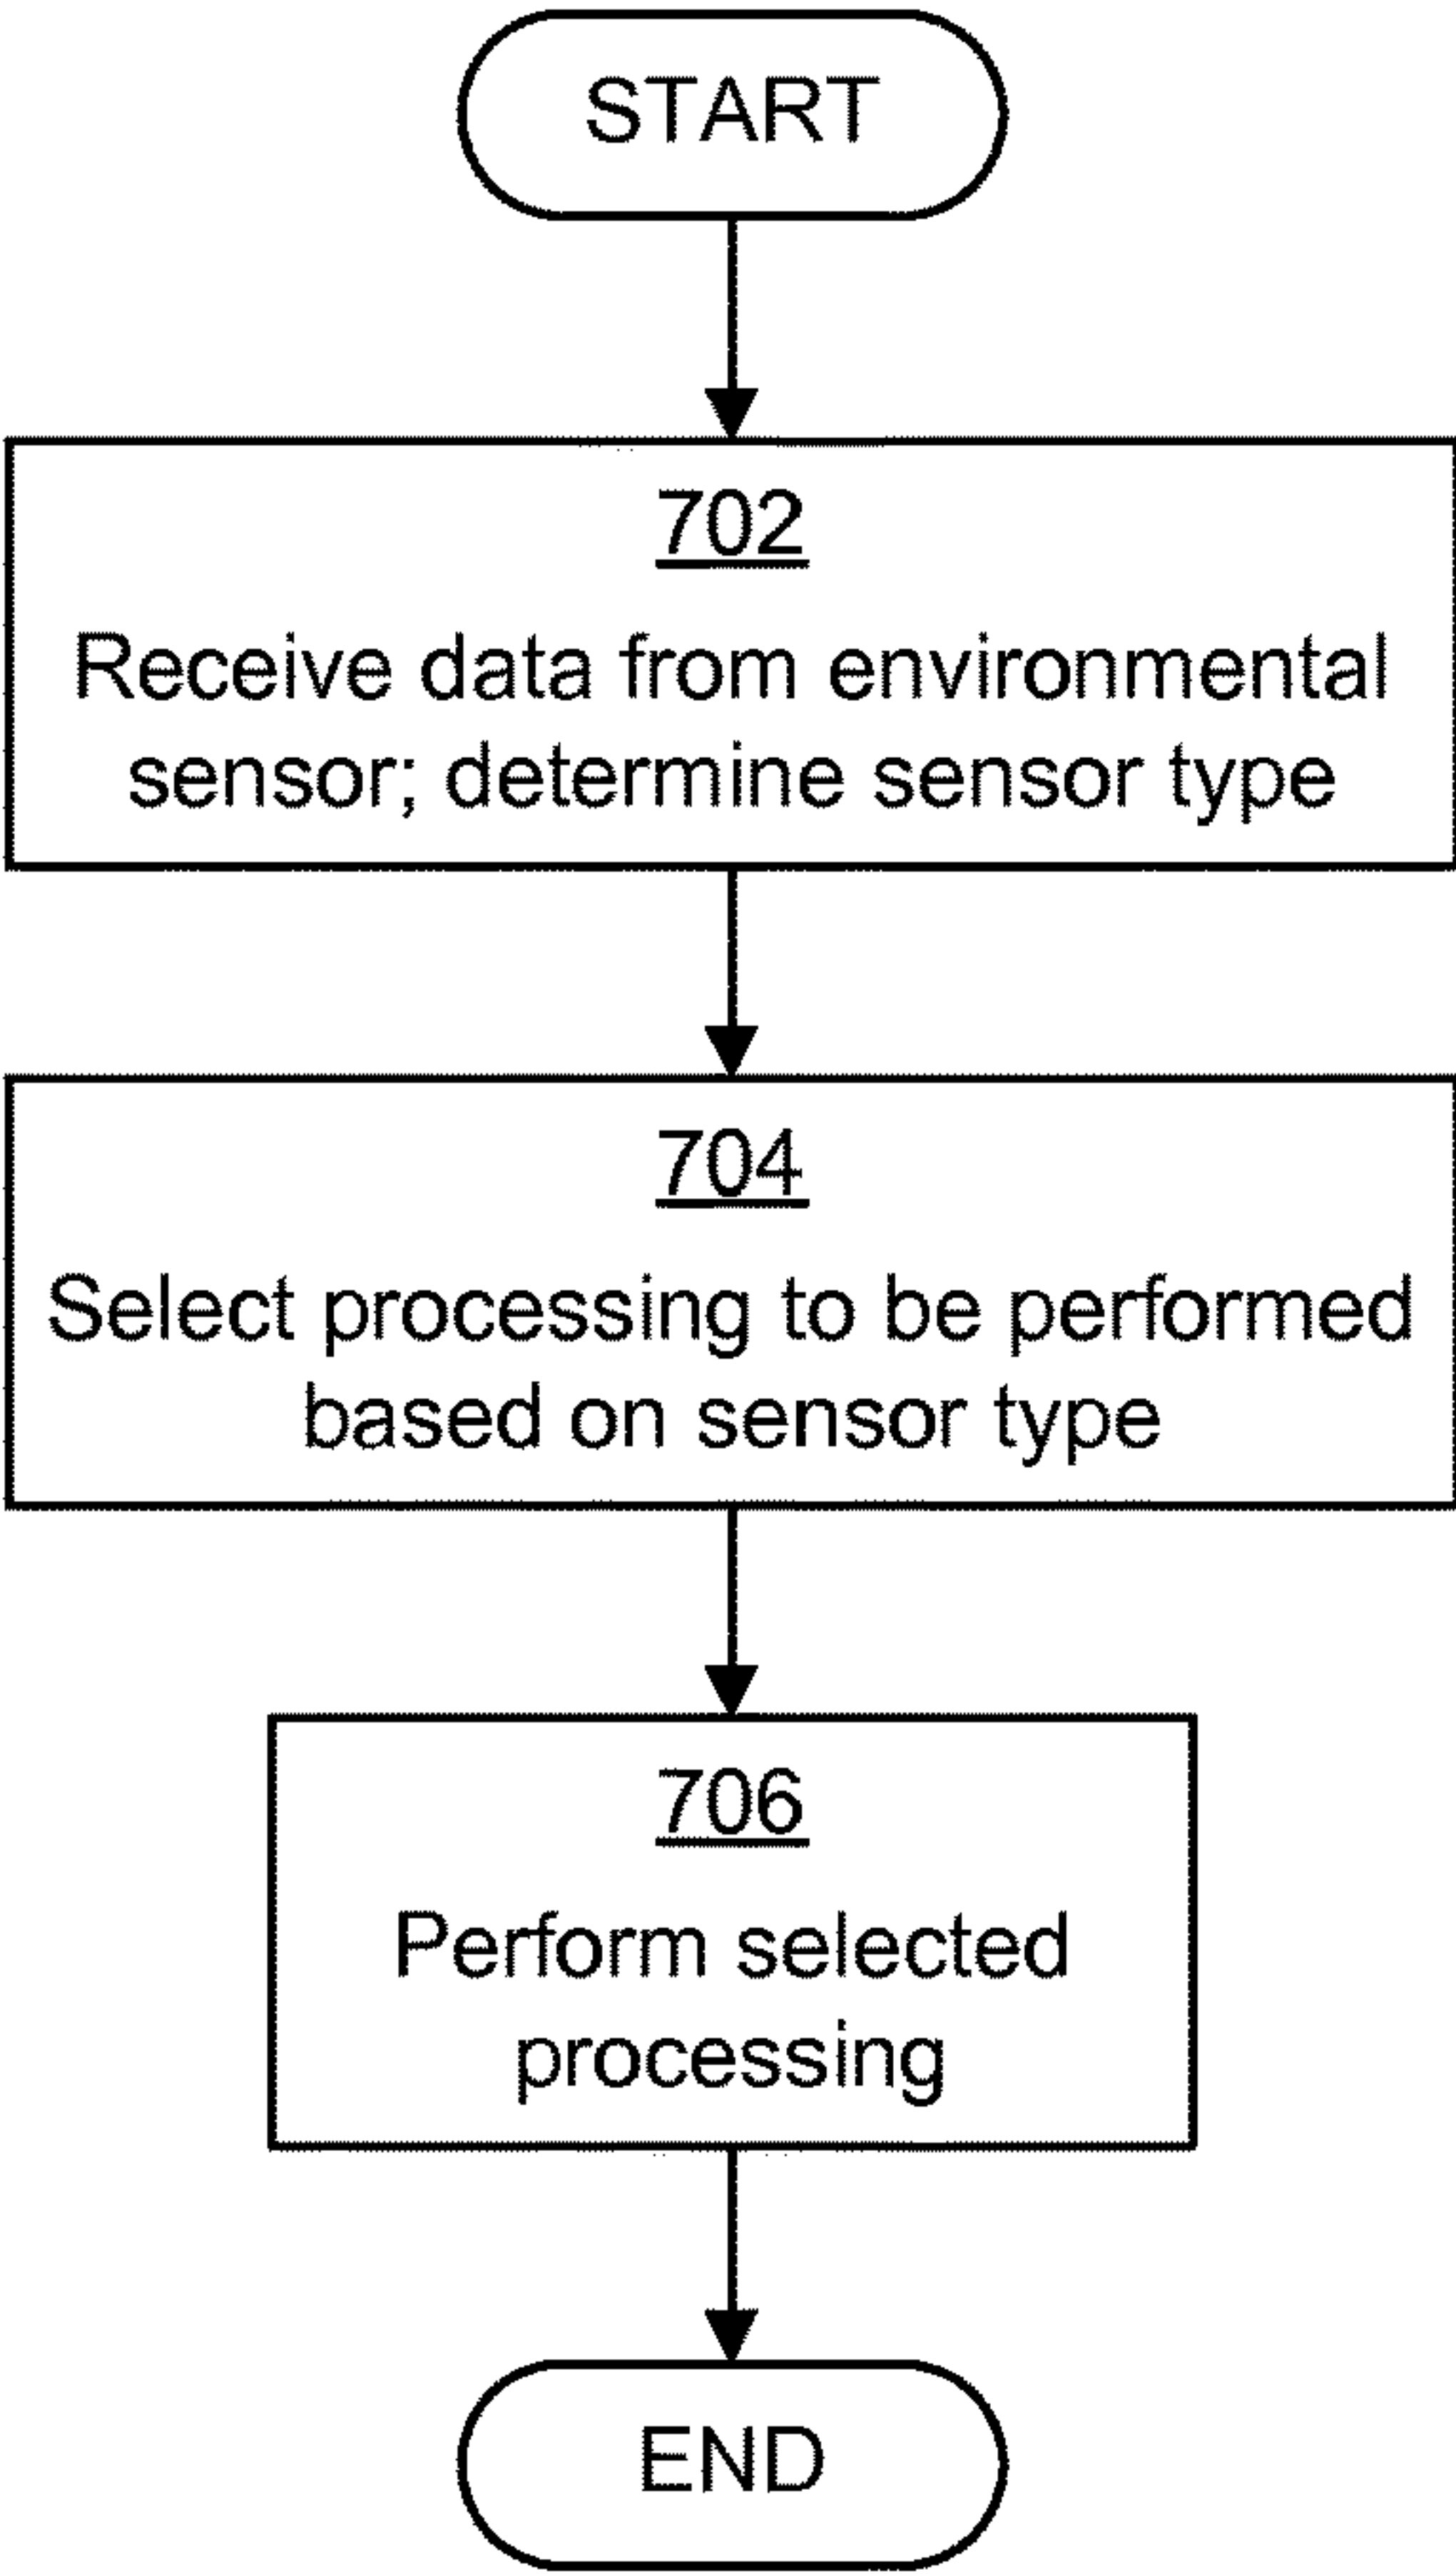 START
702
Receive data from environmental
sensor; determine sensor type
704
Select processing to be performed
based on sensor type
706
Perform selected
processing
END